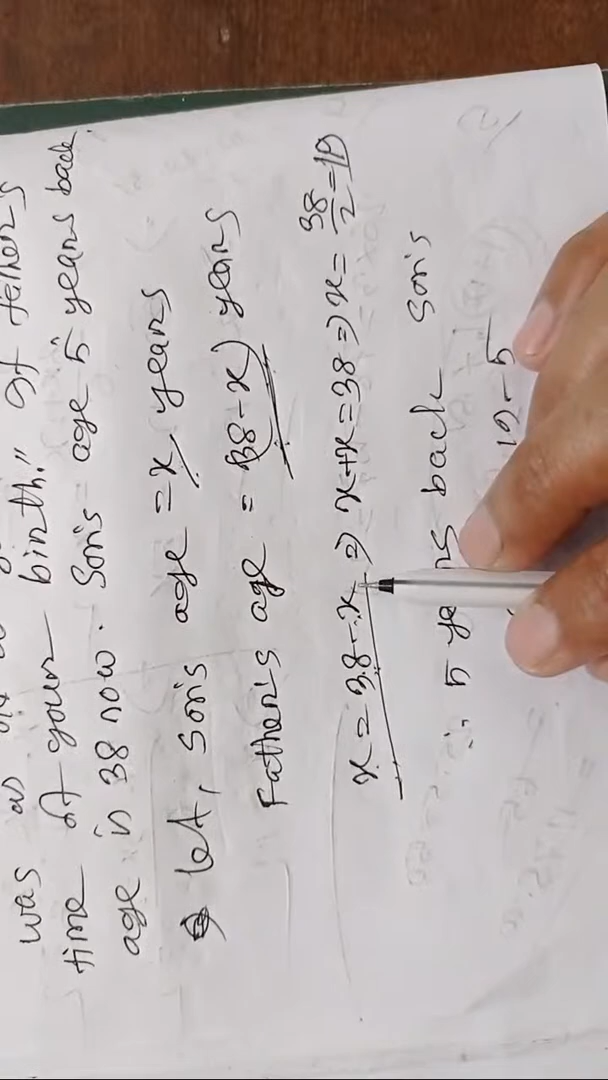 was as old as
time of your birth." If father's
age is 38 now. Son's age 5 years back.
Let, Son's age = x years
Father's age = (38-x) years
x = 38-x ⇒ x+x=38 ⇒ x = 38/2 = 19
∴ 5 years back son's
19-5